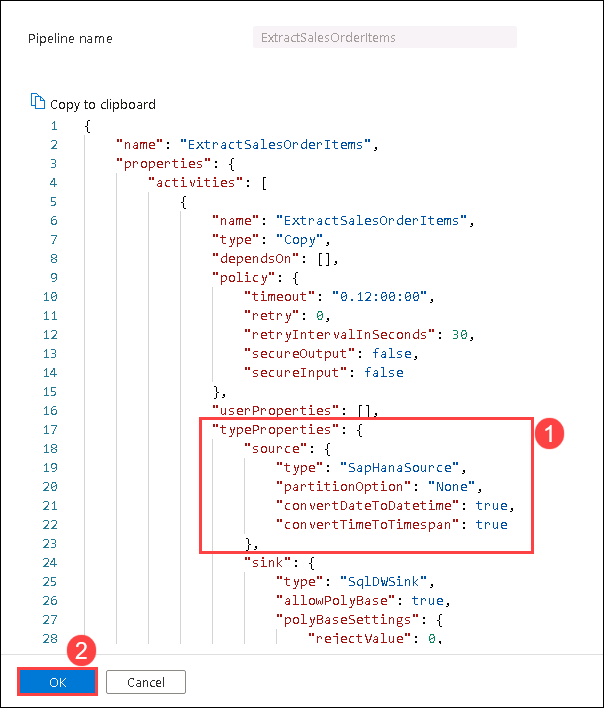 Pipeline name
ExtractSalesOrderItems
Copy to clipboard
1 {
2 "name": "ExtractSalesOrderItems",
3 "properties": {
4 "activities": [
5 {
6 "name": "ExtractSalesOrderItems",
7 "type": "Copy",
8 "dependsOn": [],
9 "policy": {
10 "timeout": "0.12:00:00",
11 "retry": 0,
12 "retryIntervalInSeconds": 30,
13 "secureOutput": false,
14 "secureInput": false
15 },
16 "userProperties": [],
17 "typeProperties": {
1
18 "source": {
19 "type": "SapHanaSource",
20 "partitionOption": "None",
21 "convertDateToDatetime": true,
22 "convertTimeToTimespan": true
23 },
24 "sink": {
25 "type": "SqlDWSink",
26 "allowPolyBase": true,
27 "polyBaseSettings": {
28 "rejectValue": 0,
2
OK
Cancel